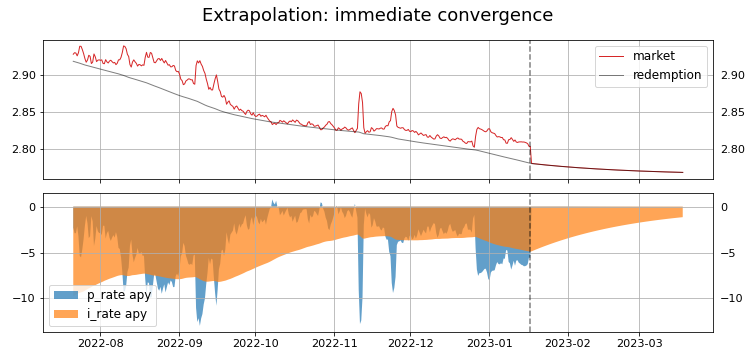 Extrapolation: immediate convergence
2.90 2.90
2.85 2.85
2.80 2.80
market
redemption
0 0
−5 −5
−10 −10
p_rate apy
i_rate apy
2022-08 2022-09 2022-10 2022-11 2022-12 2023-01 2023-02 2023-03